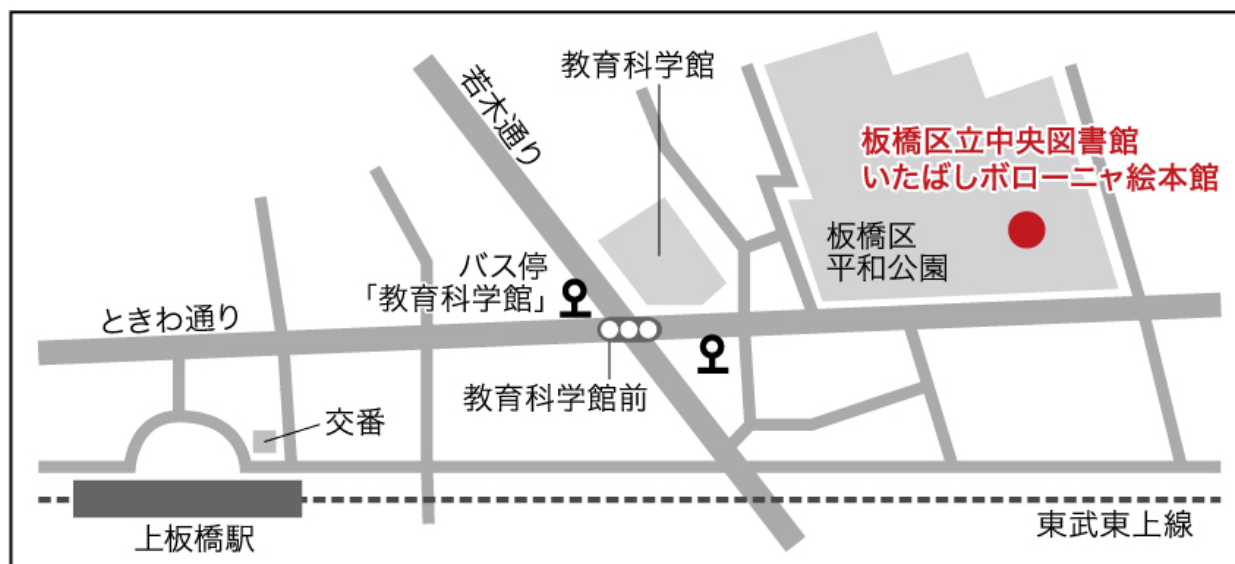 教育科学館
若木通り
板橋区立中央図書館
いたばしボローニャ絵本館
板橋区
平和公園
バス停
「教育科学館」
ときわ通り
教育科学館前
交番
上板橋駅
東武東上線